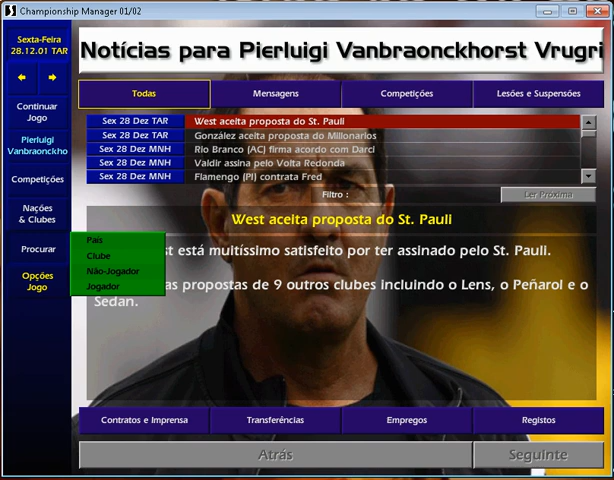 Championship Manager 01/02
Sexta-Feira
28.12.01 TAR
Notícias para Pierluigi Vanbraonckhorst Vrugri
Todas
Mensagens
Competições
Lesões e Suspensões
Continuar
Jogo
Pierluigi
Vanbraonckho
Competições
Nações
& Clubes
Procurar
Opções
Jogo
Sex 28 Dez TAR West aceita proposta do St. Pauli
Sex 28 Dez TAR González aceita proposta do Millonarios
Sex 28 Dez MNH Rio Branco (AC) firma acordo com Darci
Sex 28 Dez MNH Valdir assina pelo Volta Redonda
Sex 28 Dez MNH Flamengo (PI) contrata Fred
Filtro :
Ler-Próxima
West aceita proposta do St. Pauli
País
Clube
Não-Jogador
Jogador
st está multíssimo satisfeito por ter assinado pelo St. Pauli.
as propostas de 9 outros clubes incluindo o Lens, o Peñarol e o
Sedan.
Contratos e Imprensa
Transferências
Empregos
Registos
Atrás
Seguinte